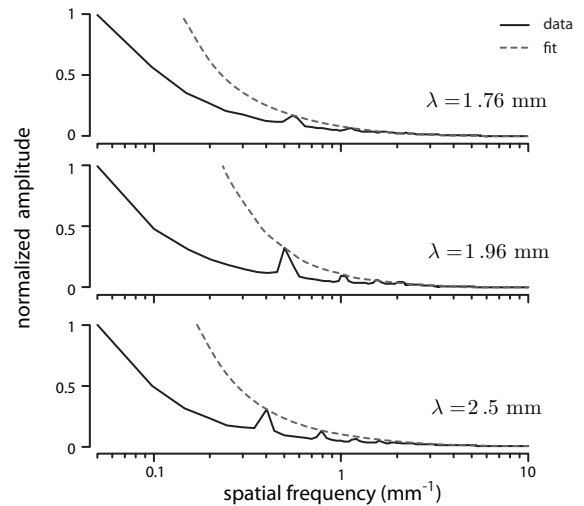 data
fit
1
0.5
0
λ = 1.76 mm
1
0.5
0
λ = 1.96 mm
1
0.5
0
λ = 2.5 mm
normalized amplitude
0.1
1
10
spatial frequency (mm⁻¹)